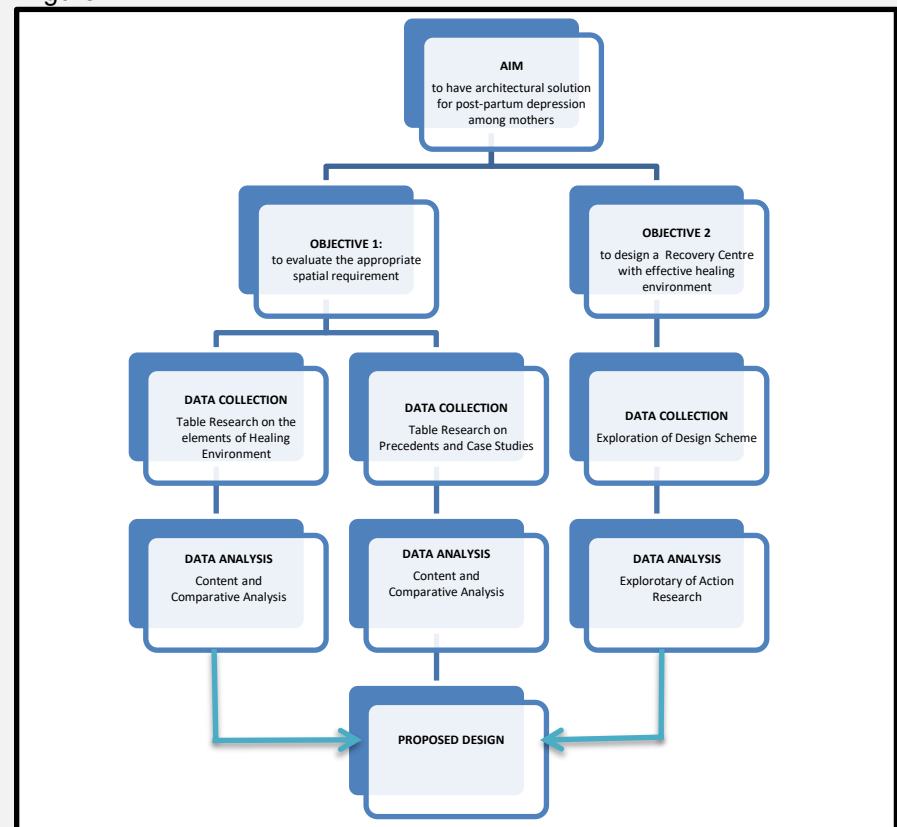 AIM
to have architectural solution
for post-partum depression
among mothers
OBJECTIVE 1:
to evaluate the appropriate
spatial requirement
OBJECTIVE 2
to design a Recovery Centre
with effective healing
environment
DATA COLLECTION
Table Research on the
elements of Healing
Environment
DATA COLLECTION
Table Research on
Precedents and Case Studies
DATA COLLECTION
Exploration of Design Scheme
DATA ANALYSIS
Content and
Comparative Analysis
DATA ANALYSIS
Content and
Comparative Analysis
DATA ANALYSIS
Explorotary of Action
Research
PROPOSED DESIGN